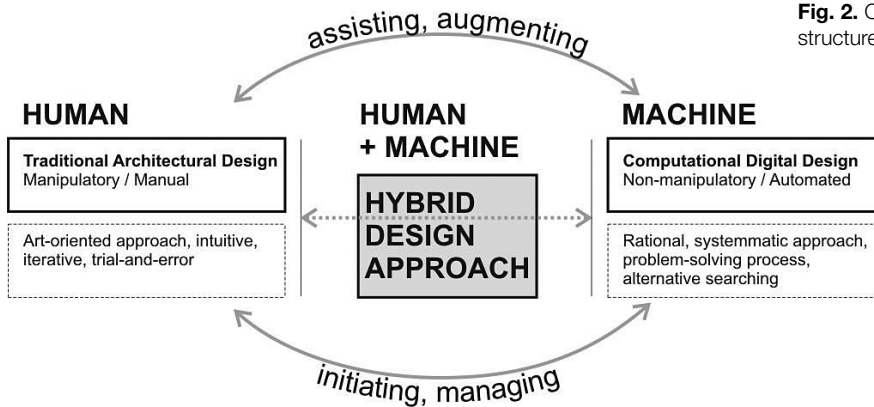 Fig. 2. C
structure
assisting, augmenting
HUMAN
Traditional Architectural Design
Manipulatory / Manual
Art-oriented approach, intuitive,
iterative, trial-and-error
HUMAN
+ MACHINE
HYBRID
DESIGN
APPROACH
MACHINE
Computational Digital Design
Non-manipulatory / Automated
Rational, systemmatic approach,
problem-solving process,
alternative searching
initiating, managing